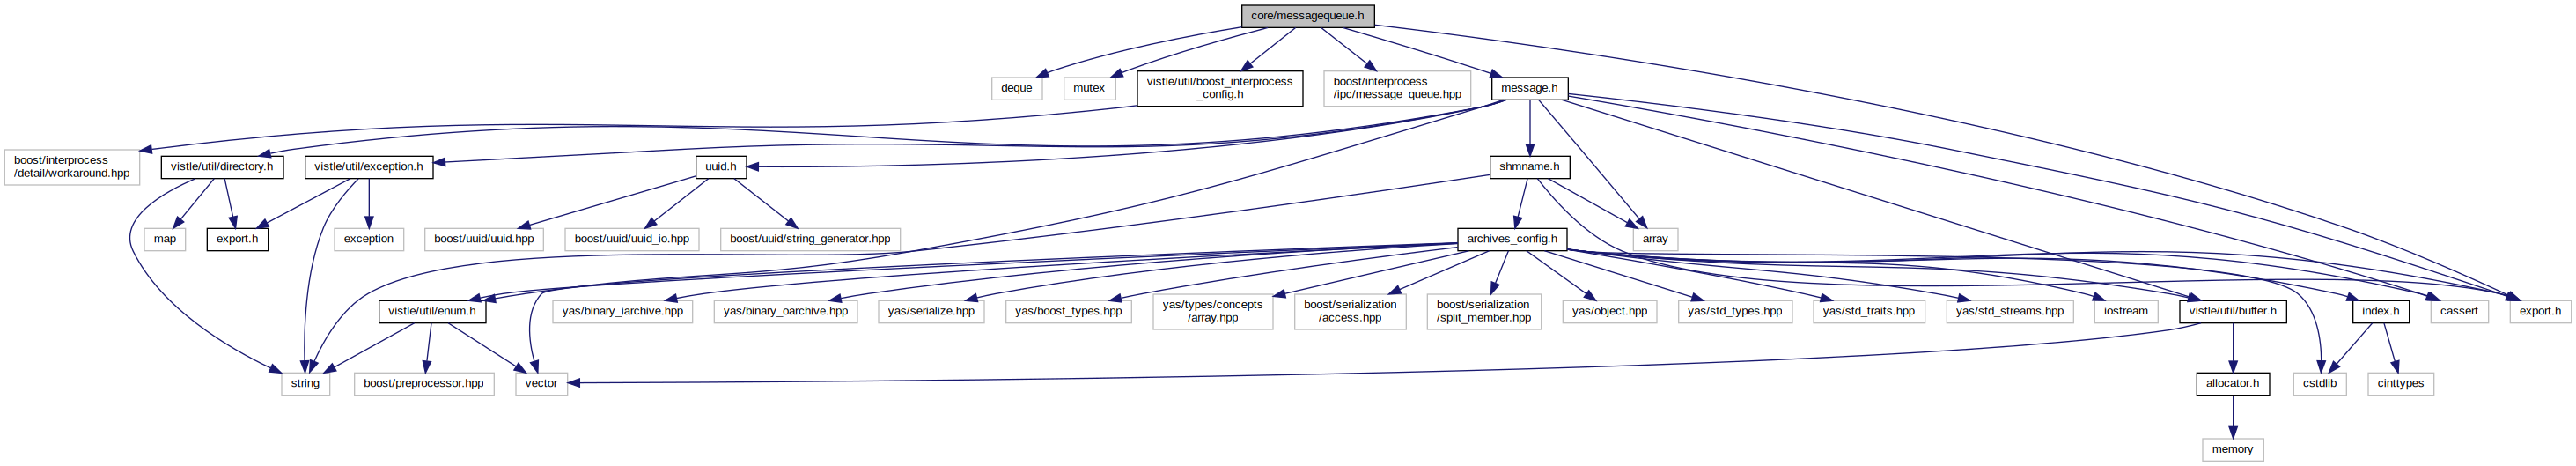 core/messagequeue.h
deque
mutex
vistle/util/boost_interprocess
_config.h
boost/interprocess
/ipc/message_queue.hpp
message.h
boost/interprocess
/detail/workaround.hpp
vistle/util/directory.h
vistle/util/exception.h
uuid.h
shmname.h
map
export.h
exception
boost/uuid/uuid.hpp
boost/uuid/uuid_io.hpp
boost/uuid/string_generator.hpp
archives_config.h
array
vistle/util/enum.h
yas/binary_iarchive.hpp
yas/binary_oarchive.hpp
yas/serialize.hpp
yas/boost_types.hpp
yas/types/concepts
/array.hpp
boost/serialization
/access.hpp
boost/serialization
/split_member.hpp
yas/object.hpp
yas/std_types.hpp
yas/std_traits.hpp
yas/std_streams.hpp
iostream
vistle/util/buffer.h
index.h
cassert
export.h
string
boost/preprocessor.hpp
vector
allocator.h
cstdlib
cinttypes
memory